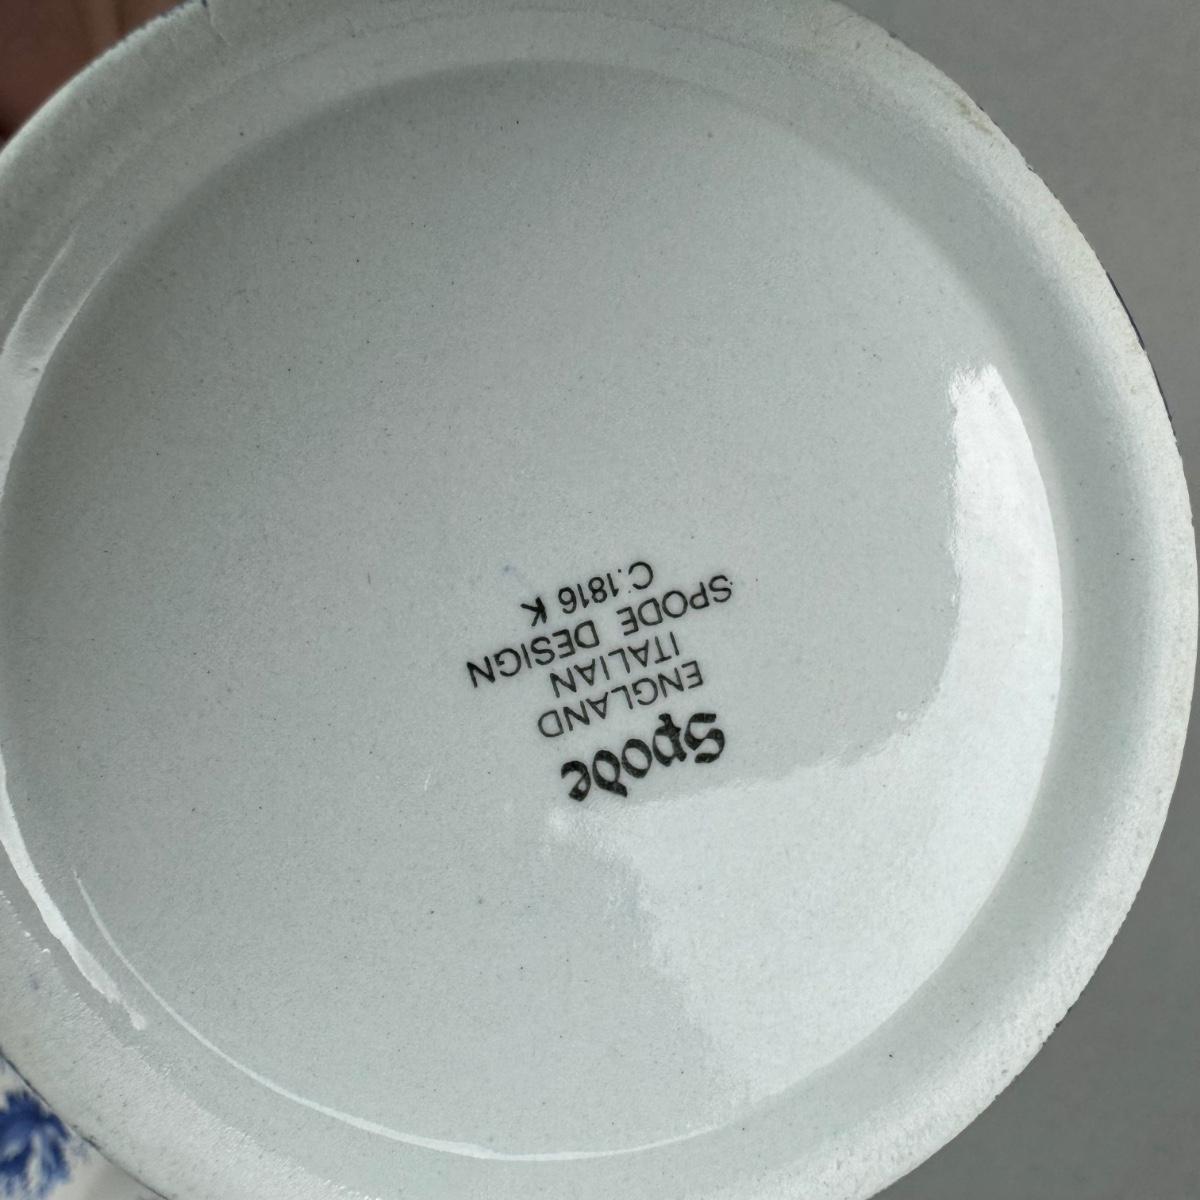 Spode
ENGLAND
ITALIAN
SPODE DESIGN
C.1816 K